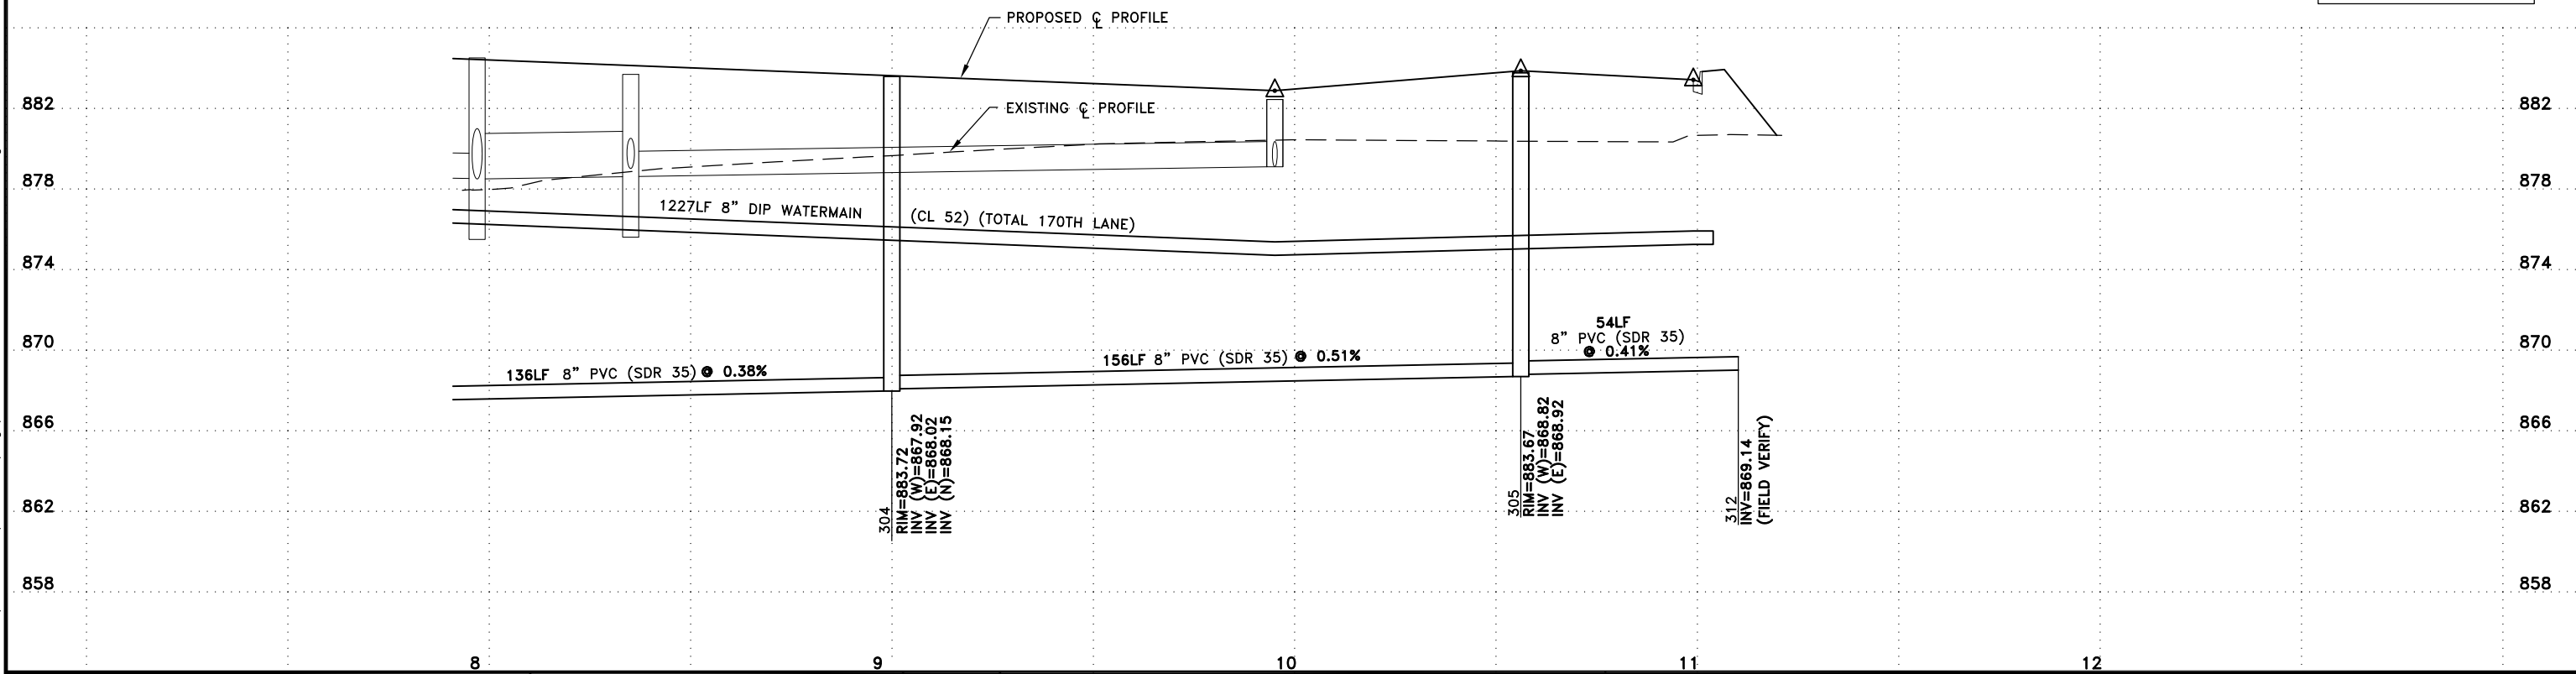 PROPOSED ℄ PROFILE
EXISTING ℄ PROFILE
882
882
878
878
1227LF 8” DIP WATERMAIN (CL 52) (TOTAL 170TH LANE)
874
874
870
870
136LF 8” PVC (SDR 35) @ 0.38%
156LF 8” PVC (SDR 35) @ 0.51%
54LF
8” PVC (SDR 35)
@ 0.41%
866
866
304
RIM=883.72
INV (W)=867.92
INV (E)=868.02
INV (N)=868.15
305
RIM=883.67
INV (W)=868.82
INV (E)=868.92
312
INV=869.14
(FIELD VERIFY)
862
862
858
858
8
9
10
11
12